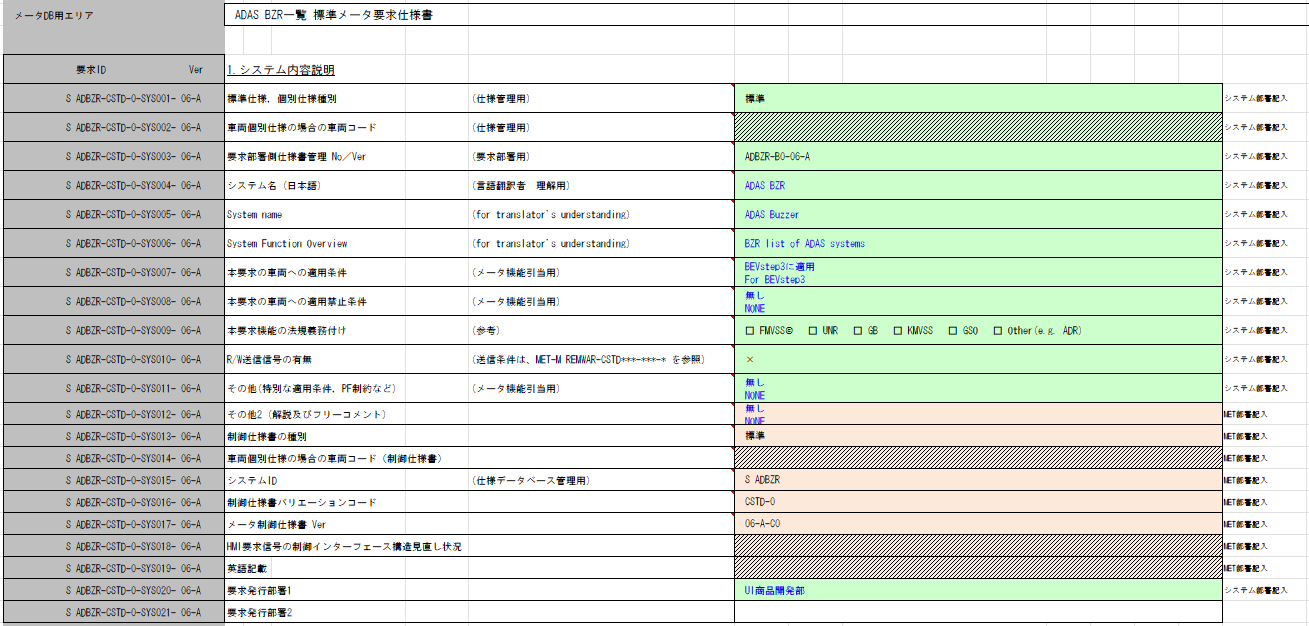 メータDB用エリア
ADAS BZR一覧 標準メータ要求仕様書
要求ID Ver 1. システム内容説明
S ADBZR-CSTD-0-SYS001- 06-A 標準仕様, 個別仕様種別 (仕様管理用) 標準 システム部署記入
S ADBZR-CSTD-0-SYS002- 06-A 車両個別仕様の場合の車両コード (仕様管理用) システム部署記入
S ADBZR-CSTD-0-SYS003- 06-A 要求部署側仕様書管理 No／Ver (要求部署用) ADBZR-B0-06-A システム部署記入
S ADBZR-CSTD-0-SYS004- 06-A システム名 (日本語) (言語翻訳者 理解用) ADAS BZR システム部署記入
S ADBZR-CSTD-0-SYS005- 06-A System name (for translator's understanding) ADAS Buzzer システム部署記入
S ADBZR-CSTD-0-SYS006- 06-A System Function Overview (for translator's understanding) BZR list of ADAS systems システム部署記入
S ADBZR-CSTD-0-SYS007- 06-A 本要求の車両への適用条件 (メータ機能引当用) BEVstep3に適用 システム部署記入
For BEVstep3
S ADBZR-CSTD-0-SYS008- 06-A 本要求の車両への適用禁止条件 (メータ機能引当用) 無し システム部署記入
NONE
S ADBZR-CSTD-0-SYS009- 06-A 本要求機能の法規義務付け (参考) □ FMVSS® □ UNR □ GB □ KMVSS □ GSO □ Other(e.g. ADR) システム部署記入
S ADBZR-CSTD-0-SYS010- 06-A R/W送信信号の有無 (送信条件は、MET-M REMWAR-CSTD***-***-* を参照) × システム部署記入
S ADBZR-CSTD-0-SYS011- 06-A その他(特別な適用条件, PF制約など) (メータ機能引当用) 無し システム部署記入
NONE
S ADBZR-CSTD-0-SYS012- 06-A その他2 (解説及びフリーコメント) 無し MET部署記入
NONE
S ADBZR-CSTD-0-SYS013- 06-A 制御仕様書の種別 標準 MET部署記入
S ADBZR-CSTD-0-SYS014- 06-A 車両個別仕様の場合の車両コード (制御仕様書) MET部署記入
S ADBZR-CSTD-0-SYS015- 06-A システムID (仕様データベース管理用) S ADBZR MET部署記入
S ADBZR-CSTD-0-SYS016- 06-A 制御仕様書バリエーションコード CSTD-0 MET部署記入
S ADBZR-CSTD-0-SYS017- 06-A メータ制御仕様書 Ver 06-A-C0 MET部署記入
S ADBZR-CSTD-0-SYS018- 06-A HMI要求信号の制御インターフェース構造見直し状況 MET部署記入
S ADBZR-CSTD-0-SYS019- 06-A 英語記載 MET部署記入
S ADBZR-CSTD-0-SYS020- 06-A 要求発行部署1 UI商品開発部 システム部署記入
S ADBZR-CSTD-0-SYS021- 06-A 要求発行部署2